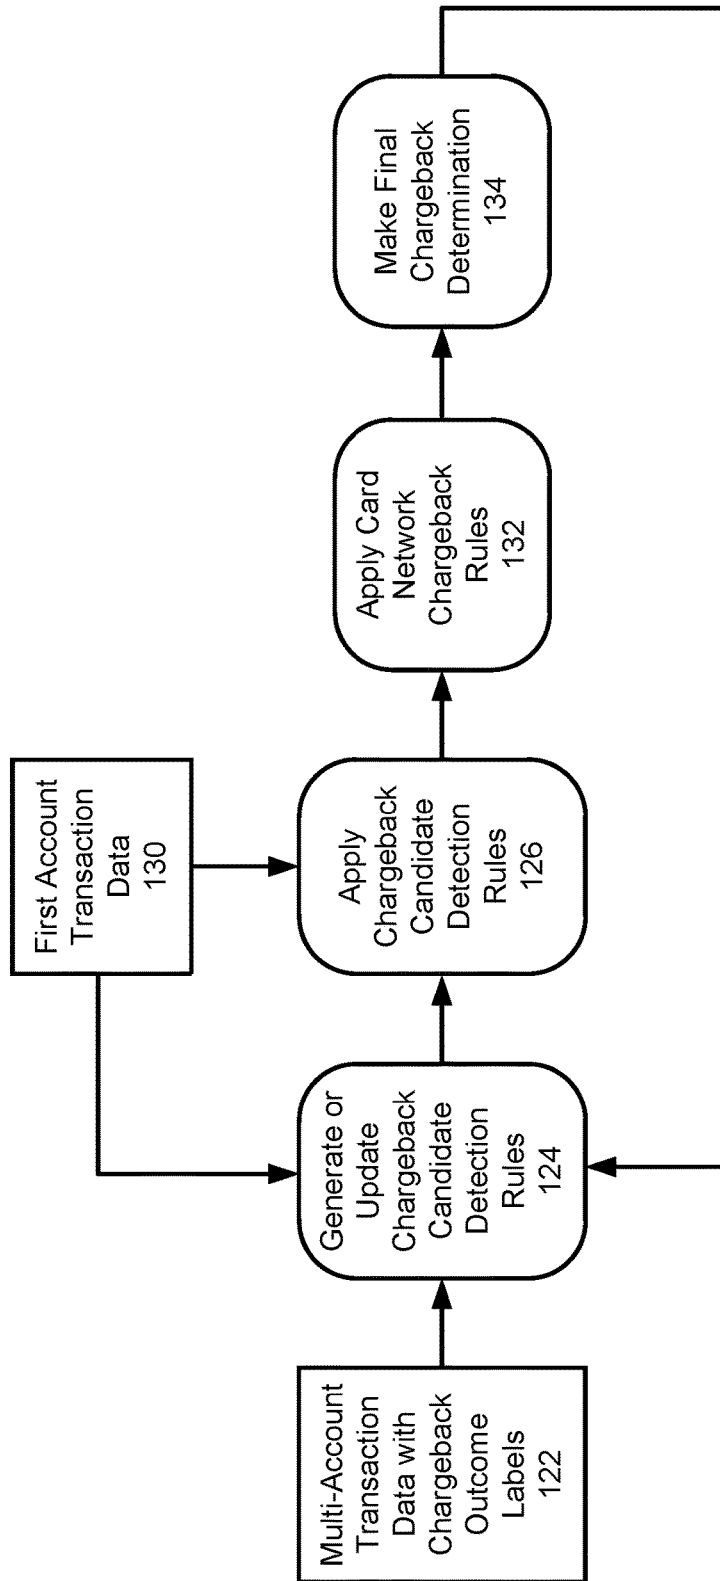 First Account
Transaction
Data
130
Multi-Account
Transaction
Data with
Chargeback
Outcome
Labels
122
Generate or
Update
Chargeback
Candidate
Detection
Rules
124
Apply
Chargeback
Candidate
Detection
Rules
126
Apply Card
Network
Chargeback
Rules
132
Make Final
Chargeback
Determination
134